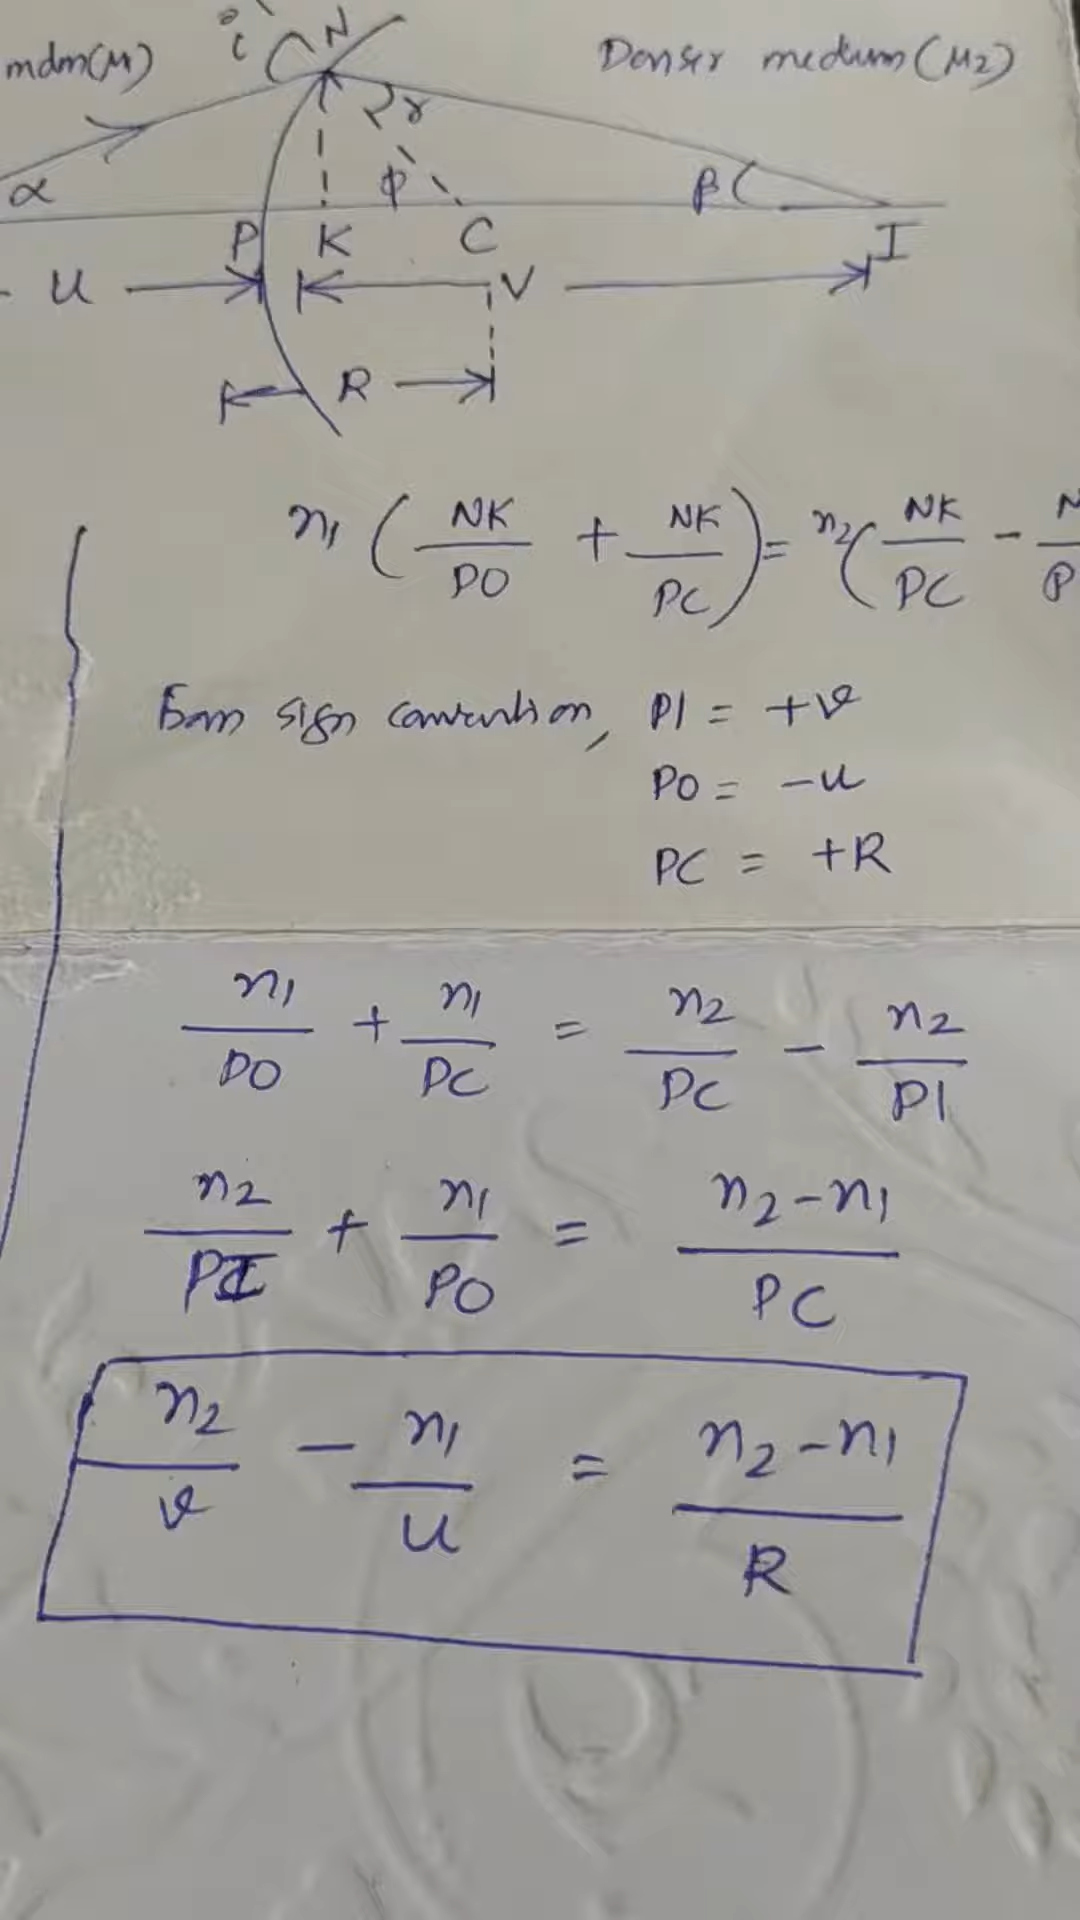 mdm(μ)
i
N
Denser medium (μ2)
α
r
ϕ
β
P K C I
u
V
R
n1 ( NK/PO + NK/PC ) = n2 ( NK/PC -
From sign convention, PI = +v
PO = -u
PC = +R
n1/PO + n1/PC = n2/PC - n2/PI
n2/PI + n1/PO = n2-n1/PC
n2/v - n1/u = n2-n1/R